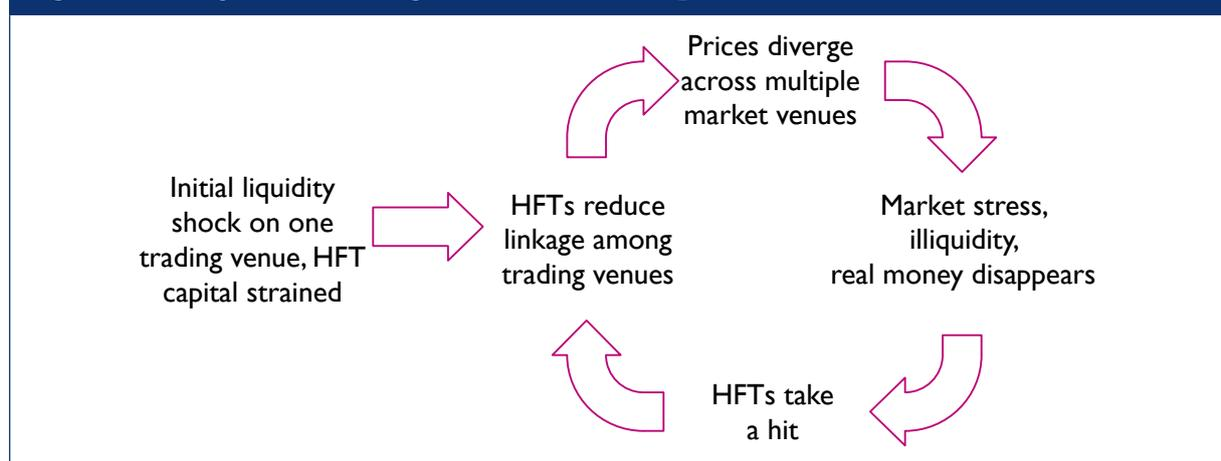 Initial liquidity
shock on one
trading venue, HFT
capital strained
HFTs reduce
linkage among
trading venues
Prices diverge
across multiple
market venues
Market stress,
illiquidity,
real money disappears
HFTs take
a hit